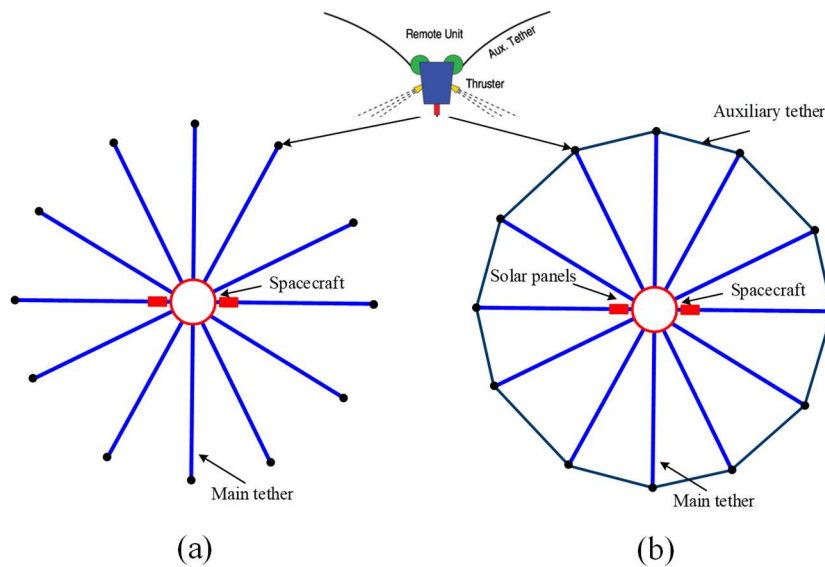 Remote Unit
Aux. Tether
Thruster
Auxiliary tether
Spacecraft
Solar panels
Spacecraft
Main tether
Main tether
(a)
(b)